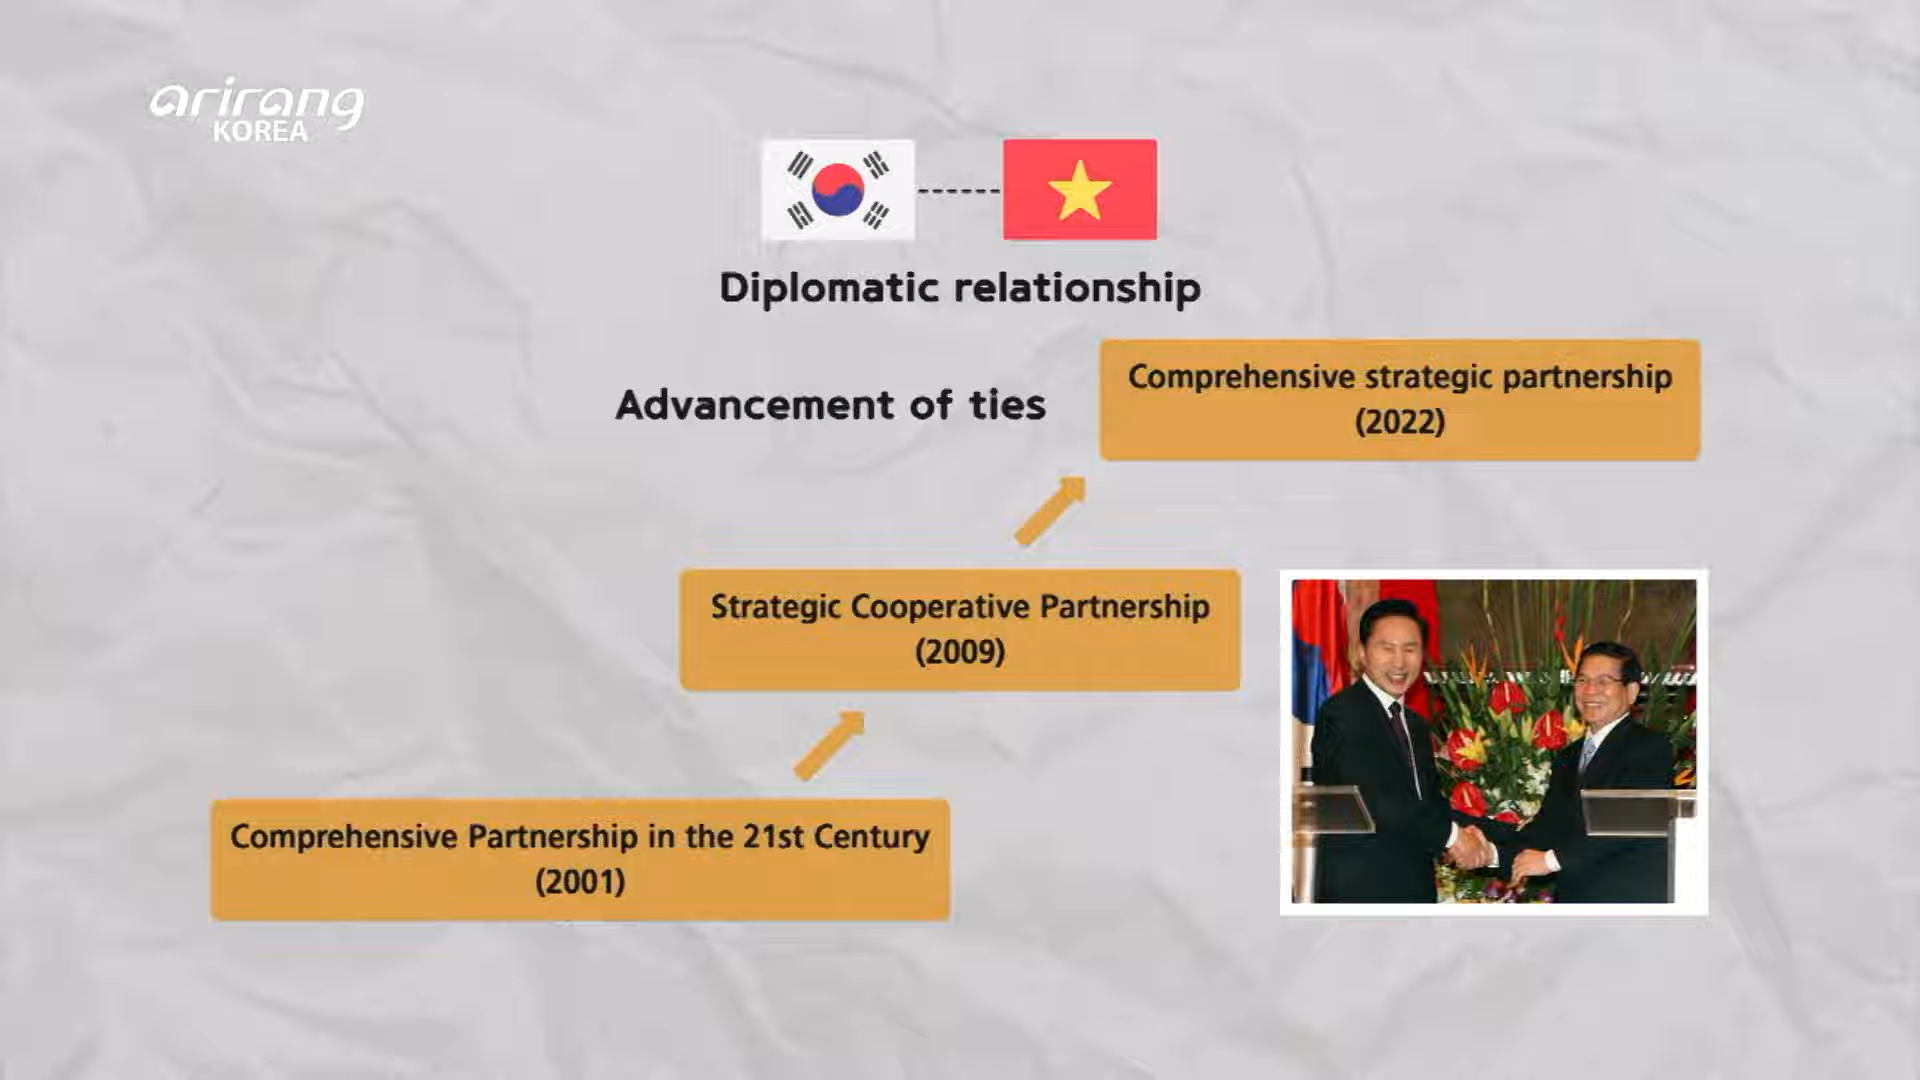 arirang
KOREA
Diplomatic relationship
Advancement of ties
Comprehensive strategic partnership
(2022)
Strategic Cooperative Partnership
(2009)
Comprehensive Partnership in the 21st Century
(2001)